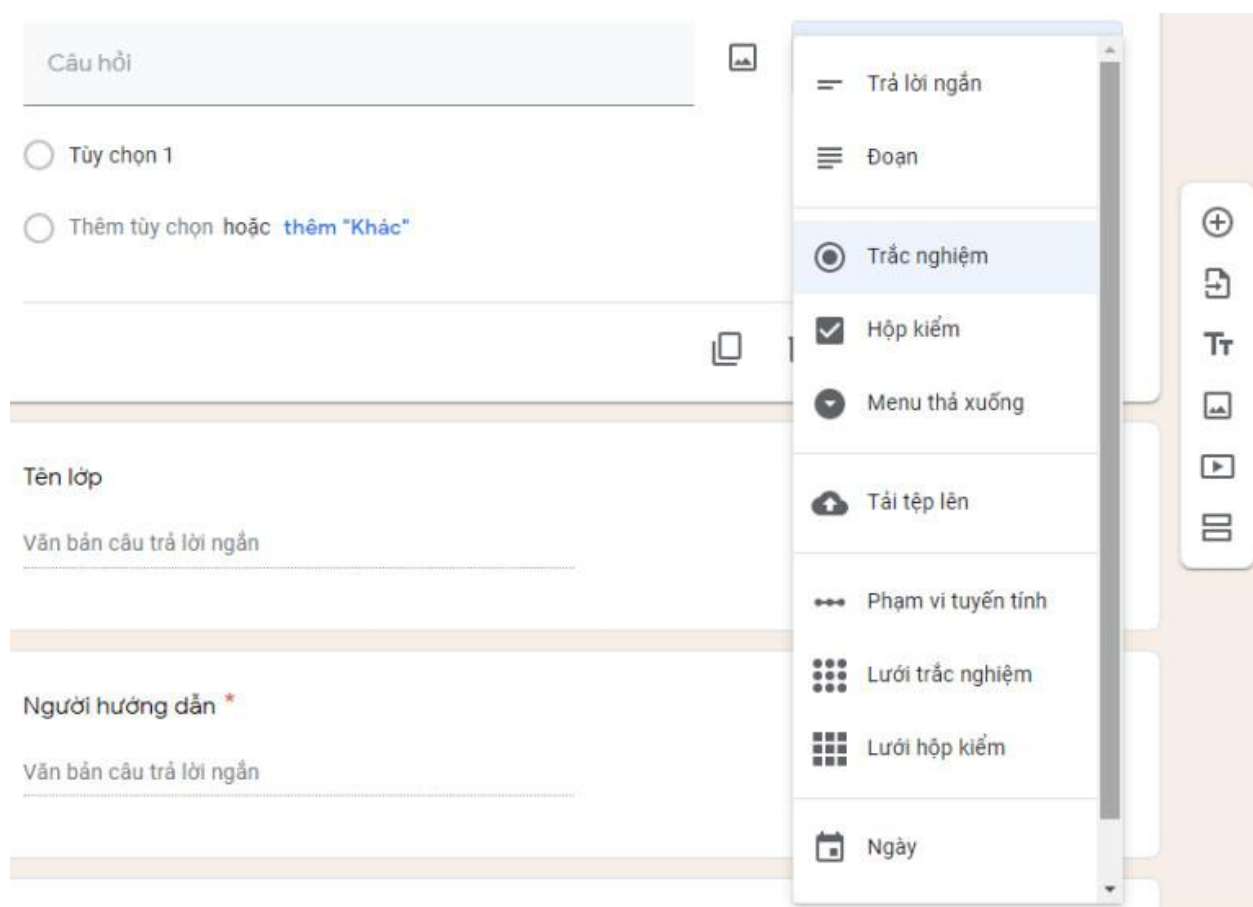 Câu hỏi
Tùy chọn 1
Thêm tùy chọn hoặc thêm "Khác"
Tên lớp
Văn bản câu trả lời ngắn
Người hướng dẫn *
Văn bản câu trả lời ngắn
Trả lời ngắn
Đoạn
Trắc nghiệm
Hộp kiểm
Menu thả xuống
Tải tệp lên
Phạm vi tuyến tính
Lưới trắc nghiệm
Lưới hộp kiểm
Ngày
Tт